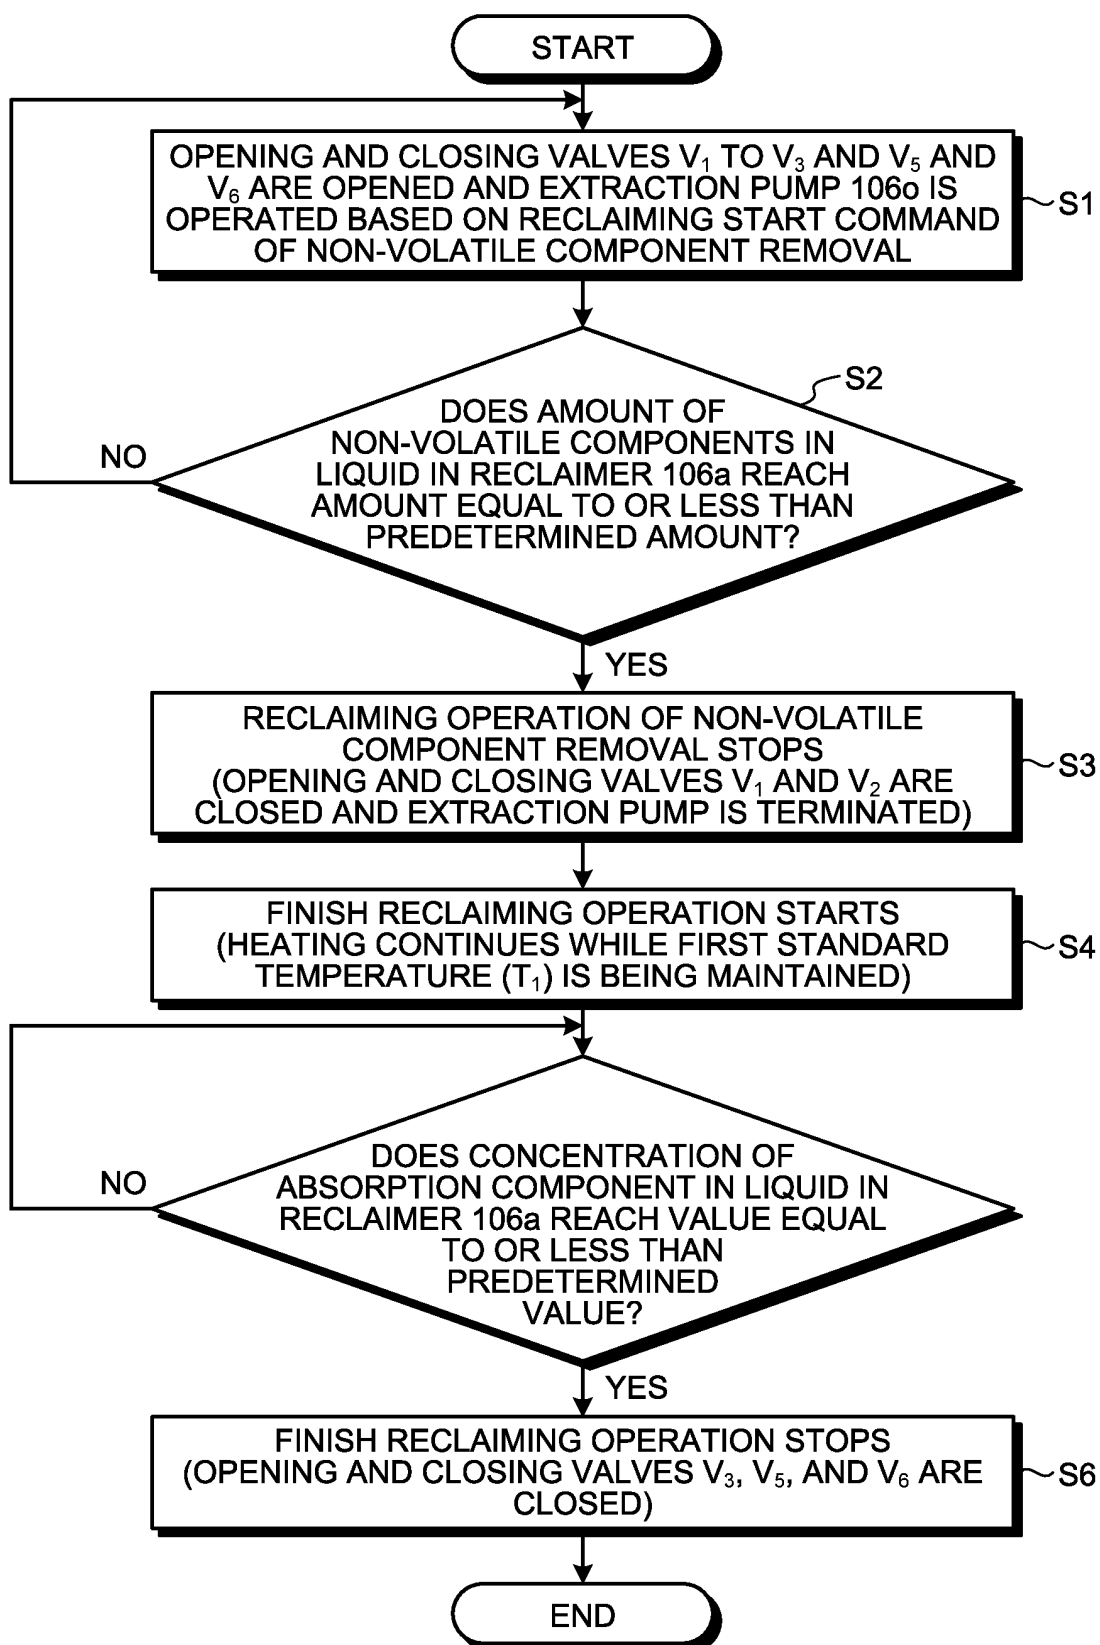 START
OPENING AND CLOSING VALVES V₁ TO V₃ AND V₅ AND
V₆ ARE OPENED AND EXTRACTION PUMP 106o IS
OPERATED BASED ON RECLAIMING START COMMAND
OF NON-VOLATILE COMPONENT REMOVAL
S1
S2
DOES AMOUNT OF
NON-VOLATILE COMPONENTS IN
LIQUID IN RECLAIMER 106a REACH
AMOUNT EQUAL TO OR LESS THAN
PREDETERMINED AMOUNT?
NO
YES
RECLAIMING OPERATION OF NON-VOLATILE
COMPONENT REMOVAL STOPS
(OPENING AND CLOSING VALVES V₁ AND V₂ ARE
CLOSED AND EXTRACTION PUMP IS TERMINATED)
S3
FINISH RECLAIMING OPERATION STARTS
(HEATING CONTINUES WHILE FIRST STANDARD
TEMPERATURE (T₁) IS BEING MAINTAINED)
S4
DOES CONCENTRATION OF
ABSORPTION COMPONENT IN LIQUID IN
RECLAIMER 106a REACH VALUE EQUAL
TO OR LESS THAN
PREDETERMINED
VALUE?
NO
YES
FINISH RECLAIMING OPERATION STOPS
(OPENING AND CLOSING VALVES V₃, V₅, AND V₆ ARE
CLOSED)
S6
END